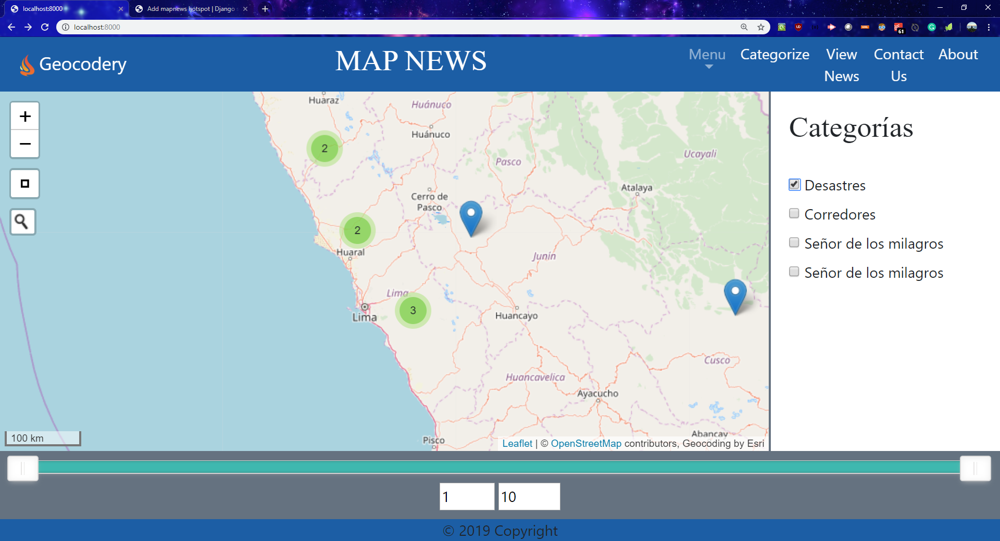 localhost:8000
Add mapnews hotspot | Django
localhost:8000
UD
XML
61
Geocodery
MAP NEWS
Menu
Categorize
View
News
Contact
Us
About
+
−
Huaraz
Huánuco
Huánuco
2
Pasco
Ucayali
Atalaya
Cerro de
Pasco
2
Huaral
Junín
Lima
3
Lima
Huancayo
Cusco
Huancavelica
Ayacucho
Abancay
Pisco
100 km
Leaflet | © OpenStreetMap contributors, Geocoding by Esri
Categorías
Desastres
Corredores
Señor de los milagros
Señor de los milagros
1
10
© 2019 Copyright